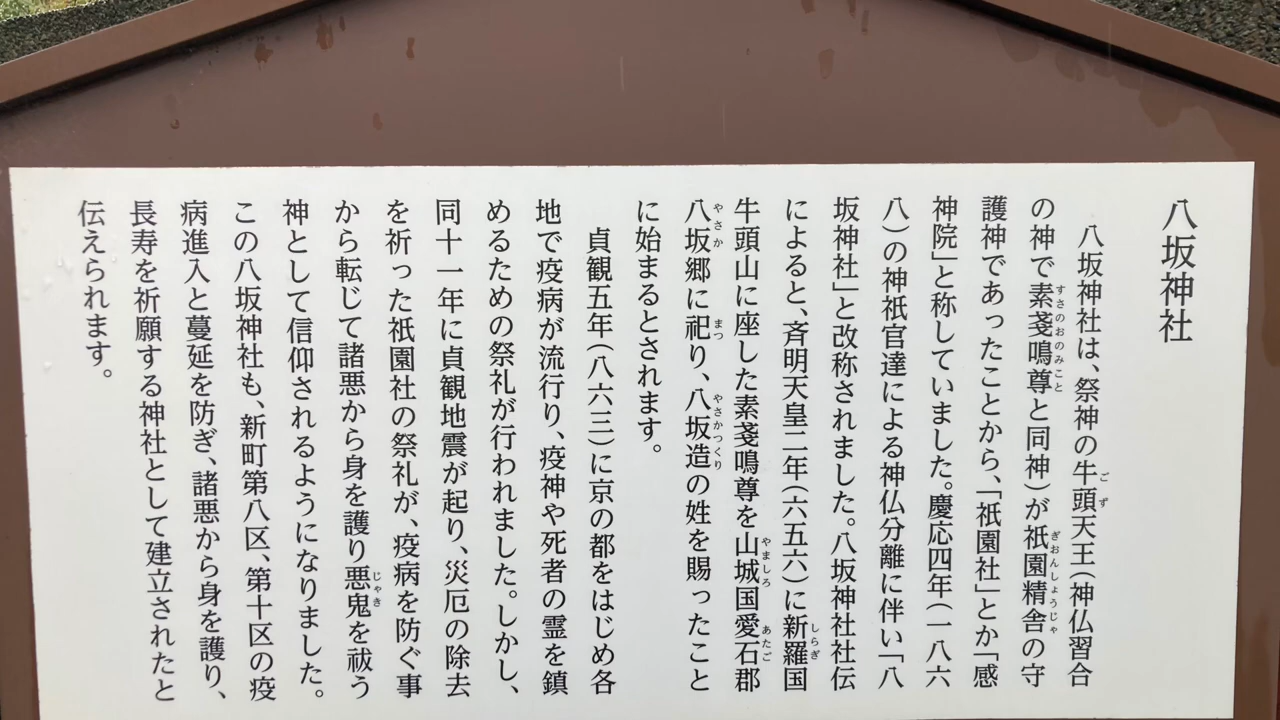 八坂神社
八坂神社は、祭神の牛頭天王（神仏習合
の神で素戔鳴尊と同神）が祇園精舎の守
護神であったことから、「祇園社」とか「感
神院」と称していました。慶応四年（一八六
八）の神祇官達による神仏分離に伴い「八
坂神社」と改称されました。八坂神社社伝
によると、斉明天皇二年（六五六）に新羅国
牛頭山に座した素戔鳴尊を山城国愛石郡
八坂郷に祀り、八坂造の姓を賜ったこと
に始まるとされます。
貞観五年（八六三）に京の都をはじめ各
地で疫病が流行り、疫神や死者の霊を鎮
めるための祭礼が行われました。しかし、
同十一年に貞観地震が起り、災厄の除去
を祈った祇園社の祭礼が、疫病を防ぐ事
から転じて諸悪から身を護り悪鬼を祓う
神として信仰されるようになりました。
この八坂神社も、新町第八区、第十区の疫
病進入と蔓延を防ぎ、諸悪から身を護り、
長寿を祈願する神社として建立されたと
伝えられます。